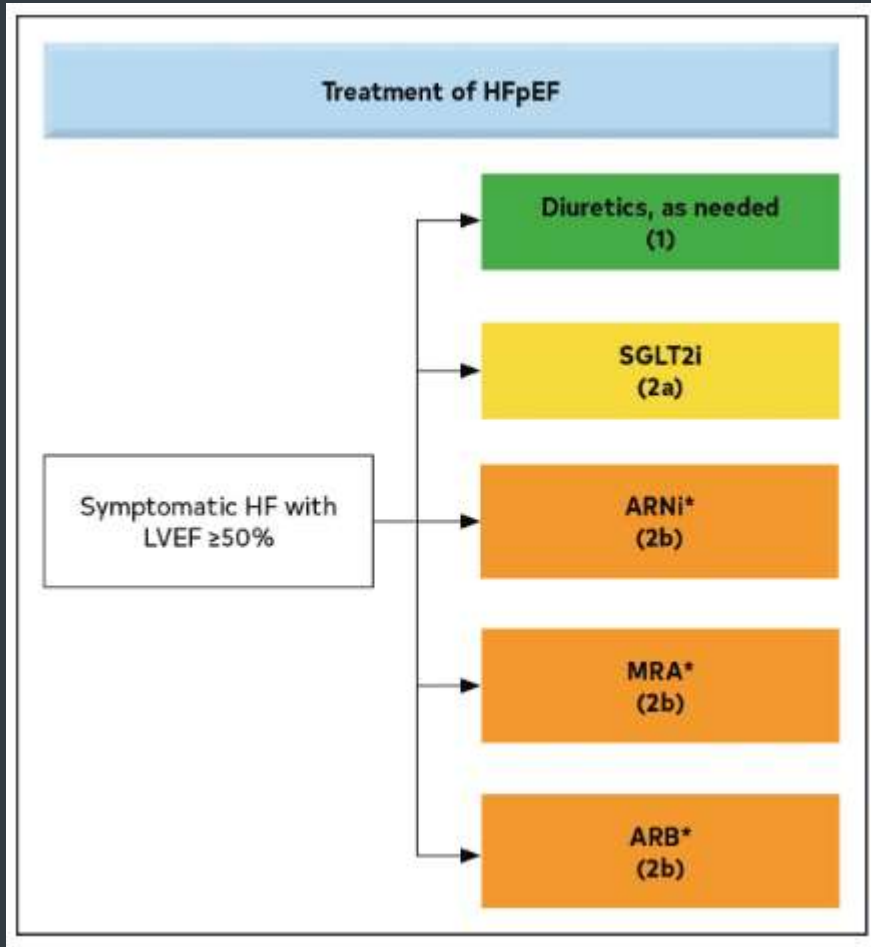 Treatment of HFpEF
Diuretics, as needed
(1)
SGLT2i
(2a)
Symptomatic HF with
LVEF ≥50%
ARNi*
(2b)
MRA*
(2b)
ARB*
(2b)